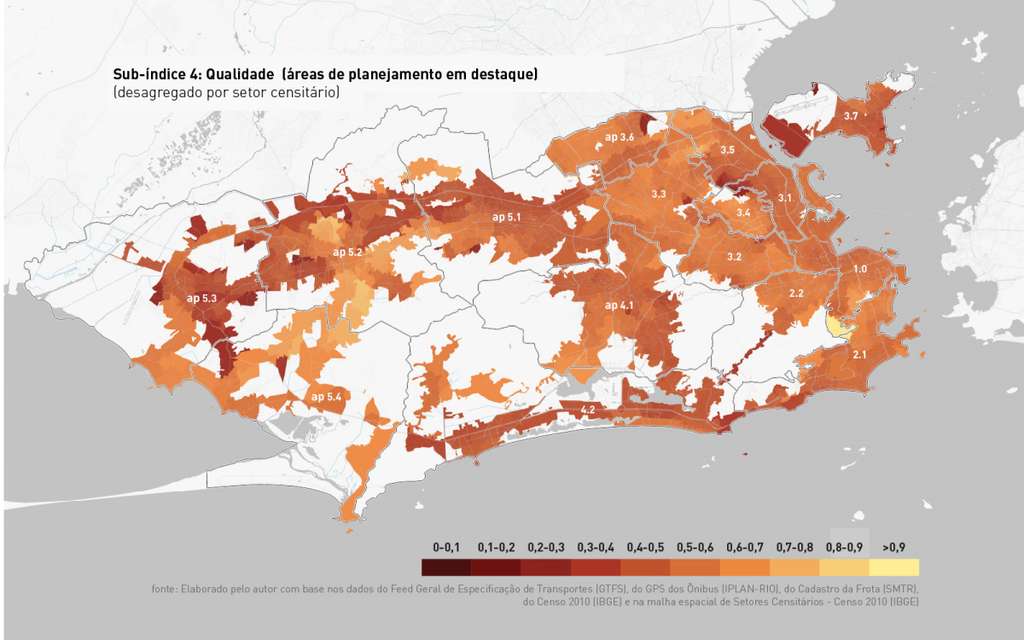 Sub-índice 4: Qualidade (áreas de planejamento em destaque)
(desagregado por setor censitário)
3.7
ap 3.6
3.5
3.3
3.1
3.4
ap 5.1
ap 5.2
3.2
1.0
2.2
ap 5.3
ap 4.1
2.1
ap 5.4
4.2
0-0,1 0,1-0,2 0,2-0,3 0,3-0,4 0,4-0,5 0,5-0,6 0,6-0,7 0,7-0,8 0,8-0,9 >0,9
fonte: Elaborado pelo autor com base nos dados do Feed Geral de Especificação de Transportes (GTFS), do GPS dos Ônibus (IPLAN-RIO), do Cadastro da Frota (SMTR),
do Censo 2010 (IBGE) e na malha espacial de Setores Censitários - Censo 2010 (IBGE)